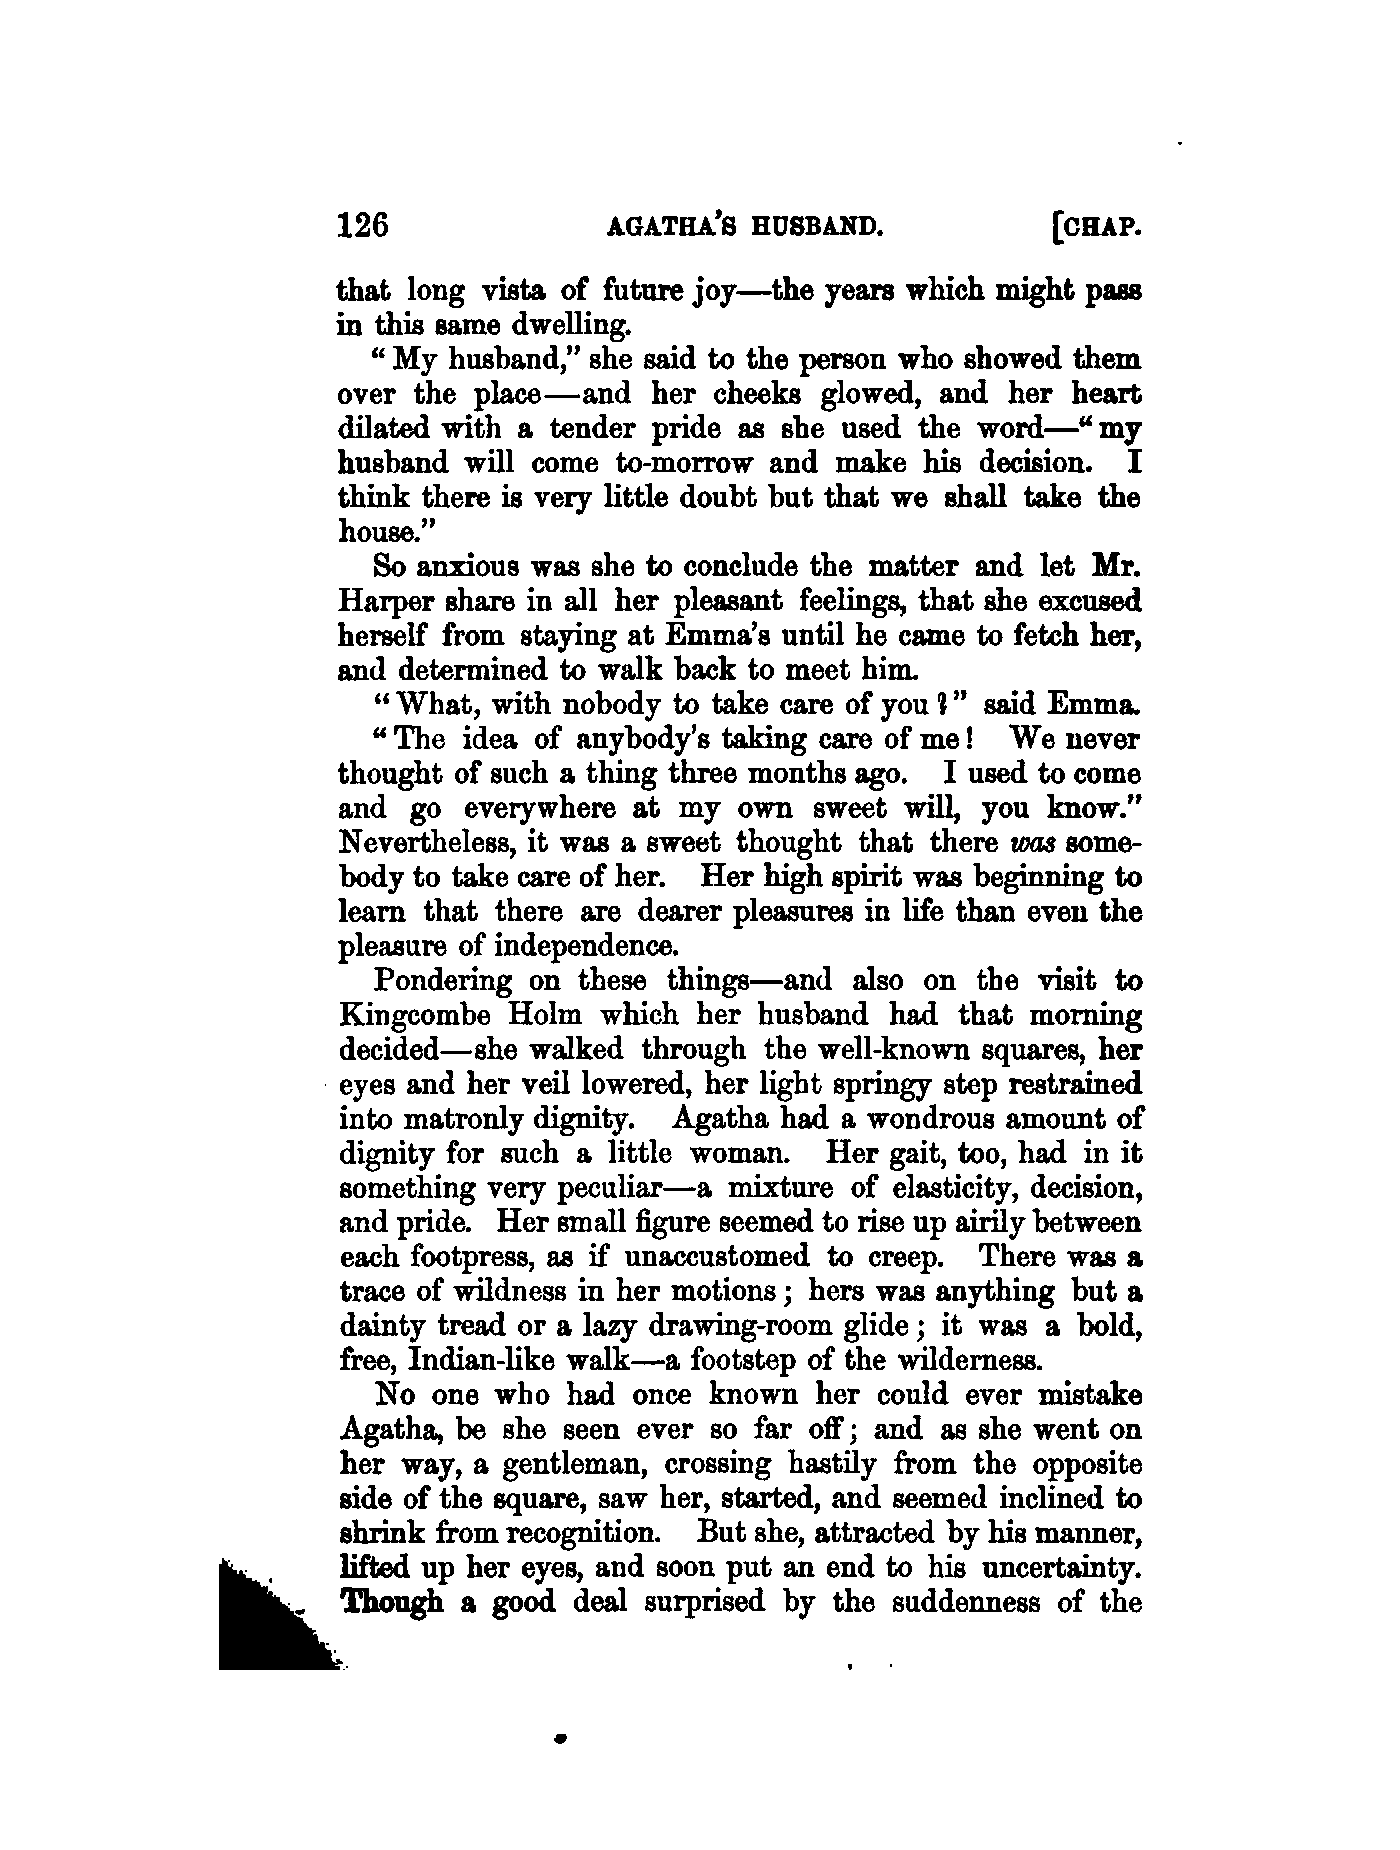 126 AGATHA'S HUSBAND. [CHAP.
that long vista of future joy—the years which might pass
in this same dwelling.
"My husband," she said to the person who showed them
over the place—and her cheeks glowed, and her heart
dilated with a tender pride as she used the word—"my
husband will come to-morrow and make his decision. I
think there is very little doubt but that we shall take the
house."
So anxious was she to conclude the matter and let Mr.
Harper share in all her pleasant feelings, that she excused
herself from staying at Emma's until he came to fetch her,
and determined to walk back to meet him.
"What, with nobody to take care of you?" said Emma.
"The idea of anybody's taking care of me! We never
thought of such a thing three months ago. I used to come
and go everywhere at my own sweet will, you know."
Nevertheless, it was a sweet thought that there was some-
body to take care of her. Her high spirit was beginning to
learn that there are dearer pleasures in life than even the
pleasure of independence.
Pondering on these things—and also on the visit to
Kingcombe Holm which her husband had that morning
decided—she walked through the well-known squares, her
eyes and her veil lowered, her light springy step restrained
into matronly dignity. Agatha had a wondrous amount of
dignity for such a little woman. Her gait, too, had in it
something very peculiar—a mixture of elasticity, decision,
and pride. Her small figure seemed to rise up airily between
each footpress, as if unaccustomed to creep. There was a
trace of wildness in her motions; hers was anything but a
dainty tread or a lazy drawing-room glide; it was a bold,
free, Indian-like walk—a footstep of the wilderness.
No one who had once known her could ever mistake
Agatha, be she seen ever so far off; and as she went on
her way, a gentleman, crossing hastily from the opposite
side of the square, saw her, started, and seemed inclined to
shrink from recognition. But she, attracted by his manner,
lifted up her eyes, and soon put an end to his uncertainty.
Though a good deal surprised by the suddenness of the